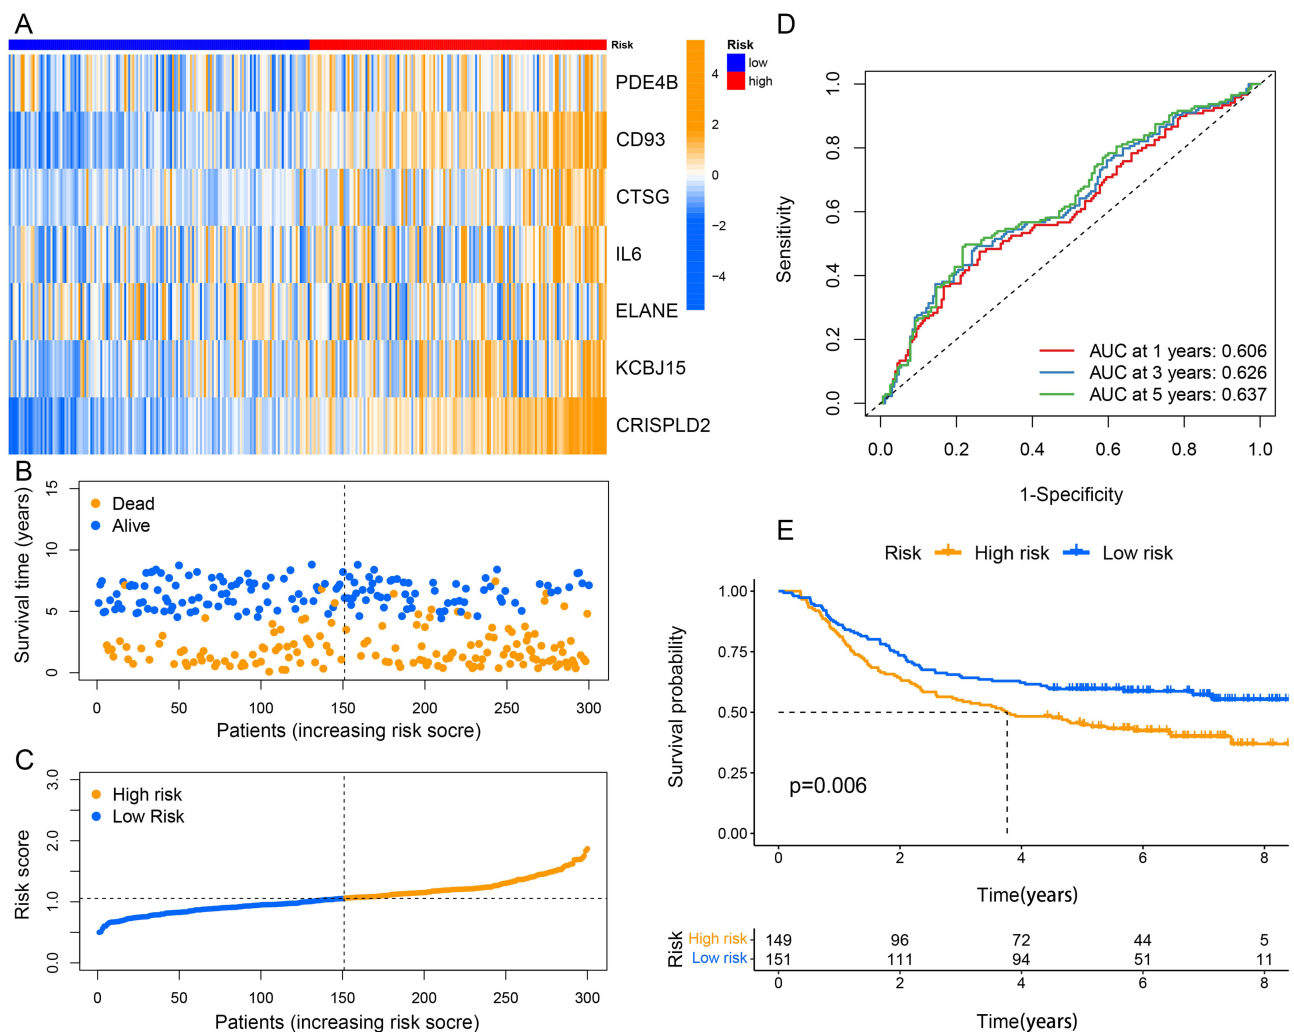 A
Risk
PDE4B
CD93
CTSG
IL6
ELANE
KCBJ15
CRISPLD2
4
2
0
−2
−4
Risk
low
high
B
Survival time (years)
15
10
5
0
Dead
Alive
0 50 100 150 200 250 300
Patients (increasing risk socre)
C
Risk score
3.0
2.0
1.0
0.0
High risk
Low Risk
0 50 100 150 200 250 300
Patients (increasing risk socre)
D
Sensitivity
1.0
0.8
0.6
0.4
0.2
0.0
AUC at 1 years: 0.606
AUC at 3 years: 0.626
AUC at 5 years: 0.637
0.0 0.2 0.4 0.6 0.8 1.0
1-Specificity
E
Risk High risk Low risk
Survival probability
1.00
0.75
0.50
0.25
0.00
p=0.006
0 2 4 6 8
Time(years)
Risk
High risk 149 96 72 44 5
Low risk 151 111 94 51 11
0 2 4 6 8
Time(years)